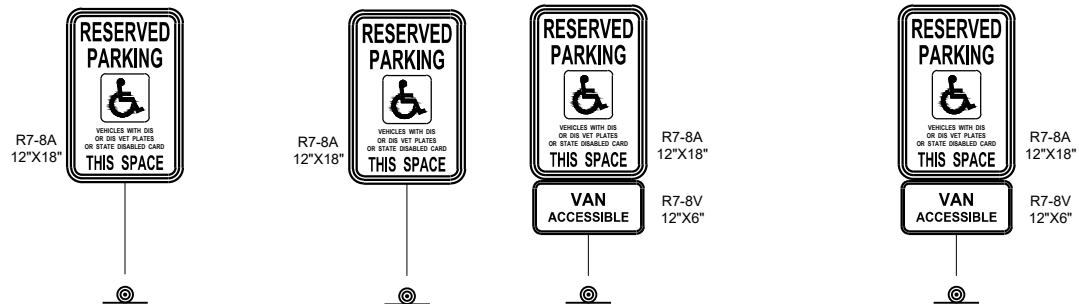 RESERVED
PARKING
VEHICLES WITH DIS
OR DIS VET PLATES
OR STATE DISABLED CARD
THIS SPACE
R7-8A
12"X18"
RESERVED
PARKING
VEHICLES WITH DIS
OR DIS VET PLATES
OR STATE DISABLED CARD
THIS SPACE
R7-8A
12"X18"
RESERVED
PARKING
VEHICLES WITH DIS
OR DIS VET PLATES
OR STATE DISABLED CARD
THIS SPACE
R7-8A
12"X18"
VAN
ACCESSIBLE
R7-8V
12"X6"
RESERVED
PARKING
VEHICLES WITH DIS
OR DIS VET PLATES
OR STATE DISABLED CARD
THIS SPACE
R7-8A
12"X18"
VAN
ACCESSIBLE
R7-8V
12"X6"